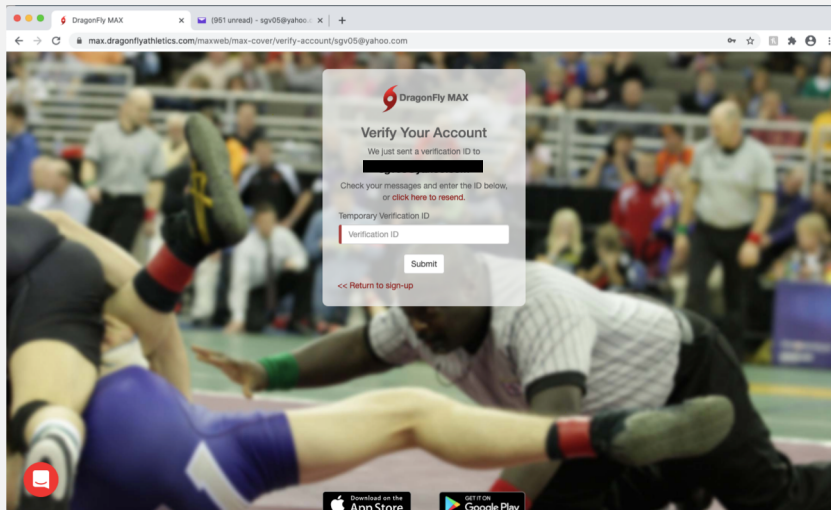 DragonFly MAX
(961 unread) - sgv05@yahoo.c
max.dragonflyathletics.com/maxweb/max-cover/verify-account/sgv05@yahoo.com
DragonFly MAX
Verify Your Account
We just sent a verification ID to
Check your messages and enter the ID below,
or click here to resend.
Temporary Verification ID
Verification ID
Submit
<< Return to sign-up
Download on the
App Store
GET IT ON
Google Play